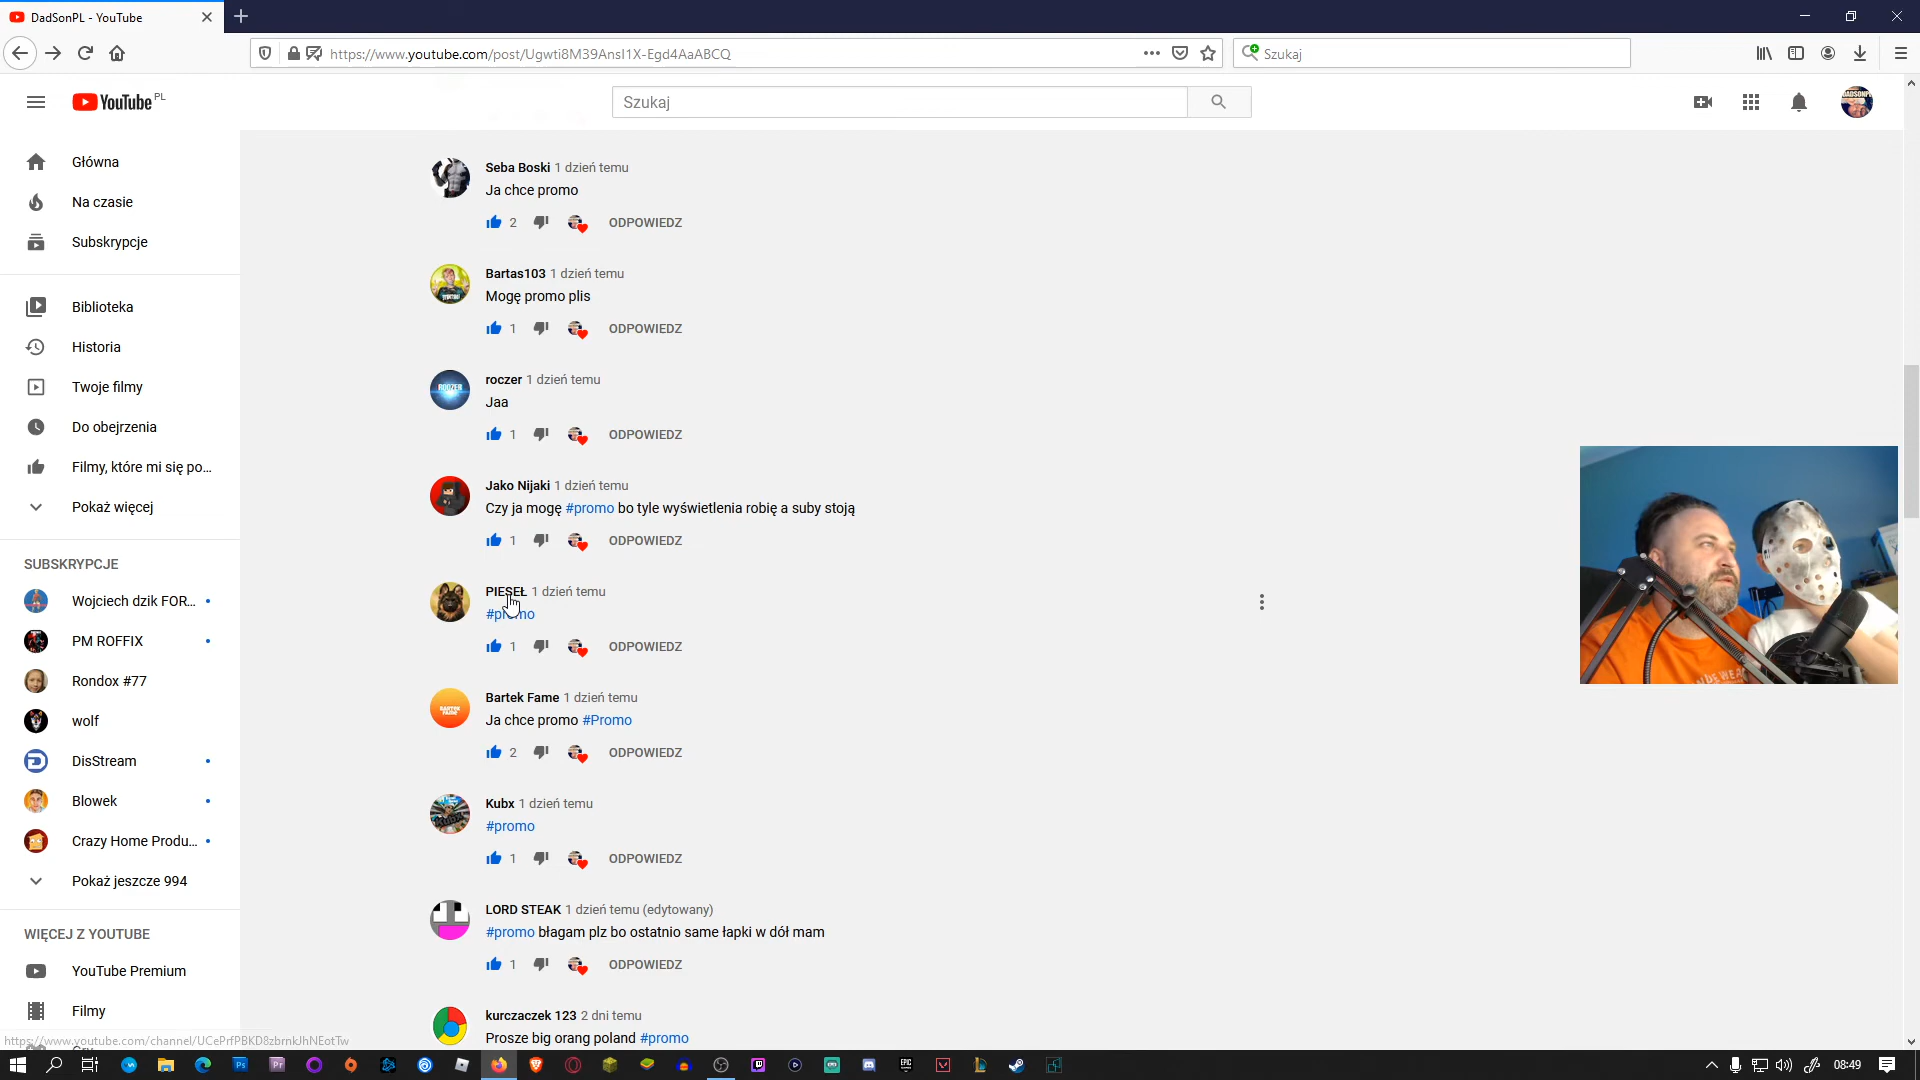 DadSonPL - YouTube
https://www.youtube.com/post/Ugwti8M39AnsI1X-Egd4AaABCQ
Szukaj
YouTube PL
Szukaj
Główna
Na czasie
Subskrypcje
Biblioteka
Historia
Twoje filmy
Do obejrzenia
Filmy, które mi się po...
Pokaż więcej
SUBSKRYPCJE
Wojciech dzik FOR...
PM ROFFIX
Rondox #77
wolf
DisStream
Blowek
Crazy Home Produ...
Pokaż jeszcze 994
WIĘCEJ Z YOUTUBE
YouTube Premium
Filmy
Seba Boski 1 dzień temu
Ja chce promo
2 ODPOWIEDZ
Bartas103 1 dzień temu
Mogę promo plis
1 ODPOWIEDZ
roczer 1 dzień temu
Jaa
1 ODPOWIEDZ
Jako Nijaki 1 dzień temu
Czy ja mogę #promo bo tyle wyświetlenia robię a suby stoją
1 ODPOWIEDZ
PIESEŁ 1 dzień temu
#promo
1 ODPOWIEDZ
Bartek Fame 1 dzień temu
Ja chce promo #Promo
2 ODPOWIEDZ
Kubx 1 dzień temu
#promo
1 ODPOWIEDZ
LORD STEAK 1 dzień temu (edytowany)
#promo błagam plz bo ostatnio same łapki w dół mam
1 ODPOWIEDZ
kurczaczek 123 2 dni temu
Prosze big orang poland #promo
08:49